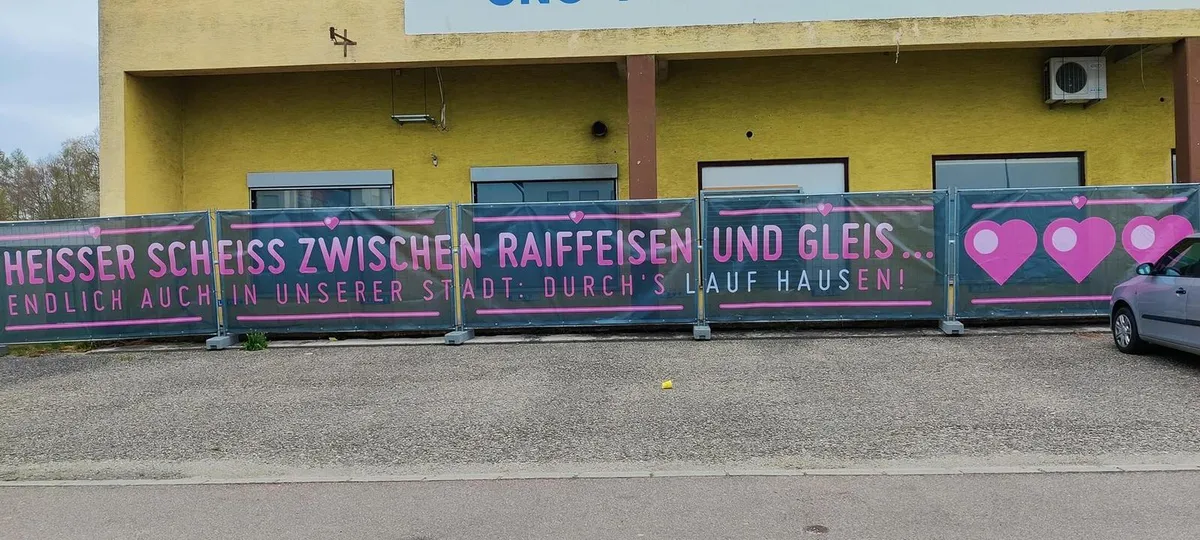 HEISSER SCHEISS ZWISCHEN RAIFFEISEN UND GLEIS...
ENDLICH AUCH IN UNSERER STADT: DURCH'S LAUF HAUSEN!